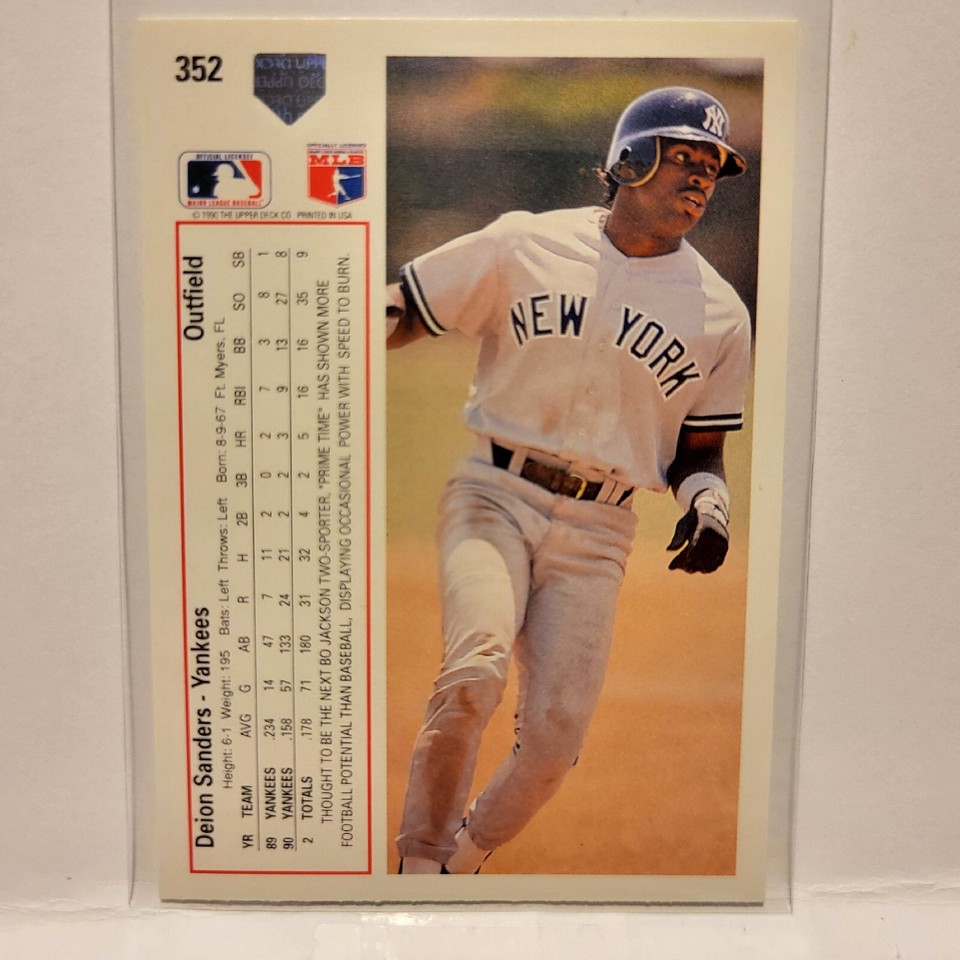 352
UPPER DECK
OFFICIAL LICENSEE
MAJOR LEAGUE BASEBALL
OFFICIALLY LICENSED
MLB
© 1990 THE UPPER DECK CO. PRINTED IN USA
Deion Sanders - Yankees Outfield
Height: 6-1 Weight: 195 Bats: Left Throws: Left Born: 8-9-67 Ft. Myers, FL
YR TEAM AVG G AB R H 2B 3B HR RBI BB SO SB
89 YANKEES .234 14 47 7 11 2 0 2 7 3 8 1
90 YANKEES .158 57 133 24 21 2 2 3 9 13 27 8
2 TOTALS .178 71 180 31 32 4 2 5 16 16 35 9
THOUGHT TO BE THE NEXT BO JACKSON TWO-SPORTER, "PRIME TIME" HAS SHOWN MORE
FOOTBALL POTENTIAL THAN BASEBALL, DISPLAYING OCCASIONAL POWER WITH SPEED TO BURN.
NY
NEW YORK